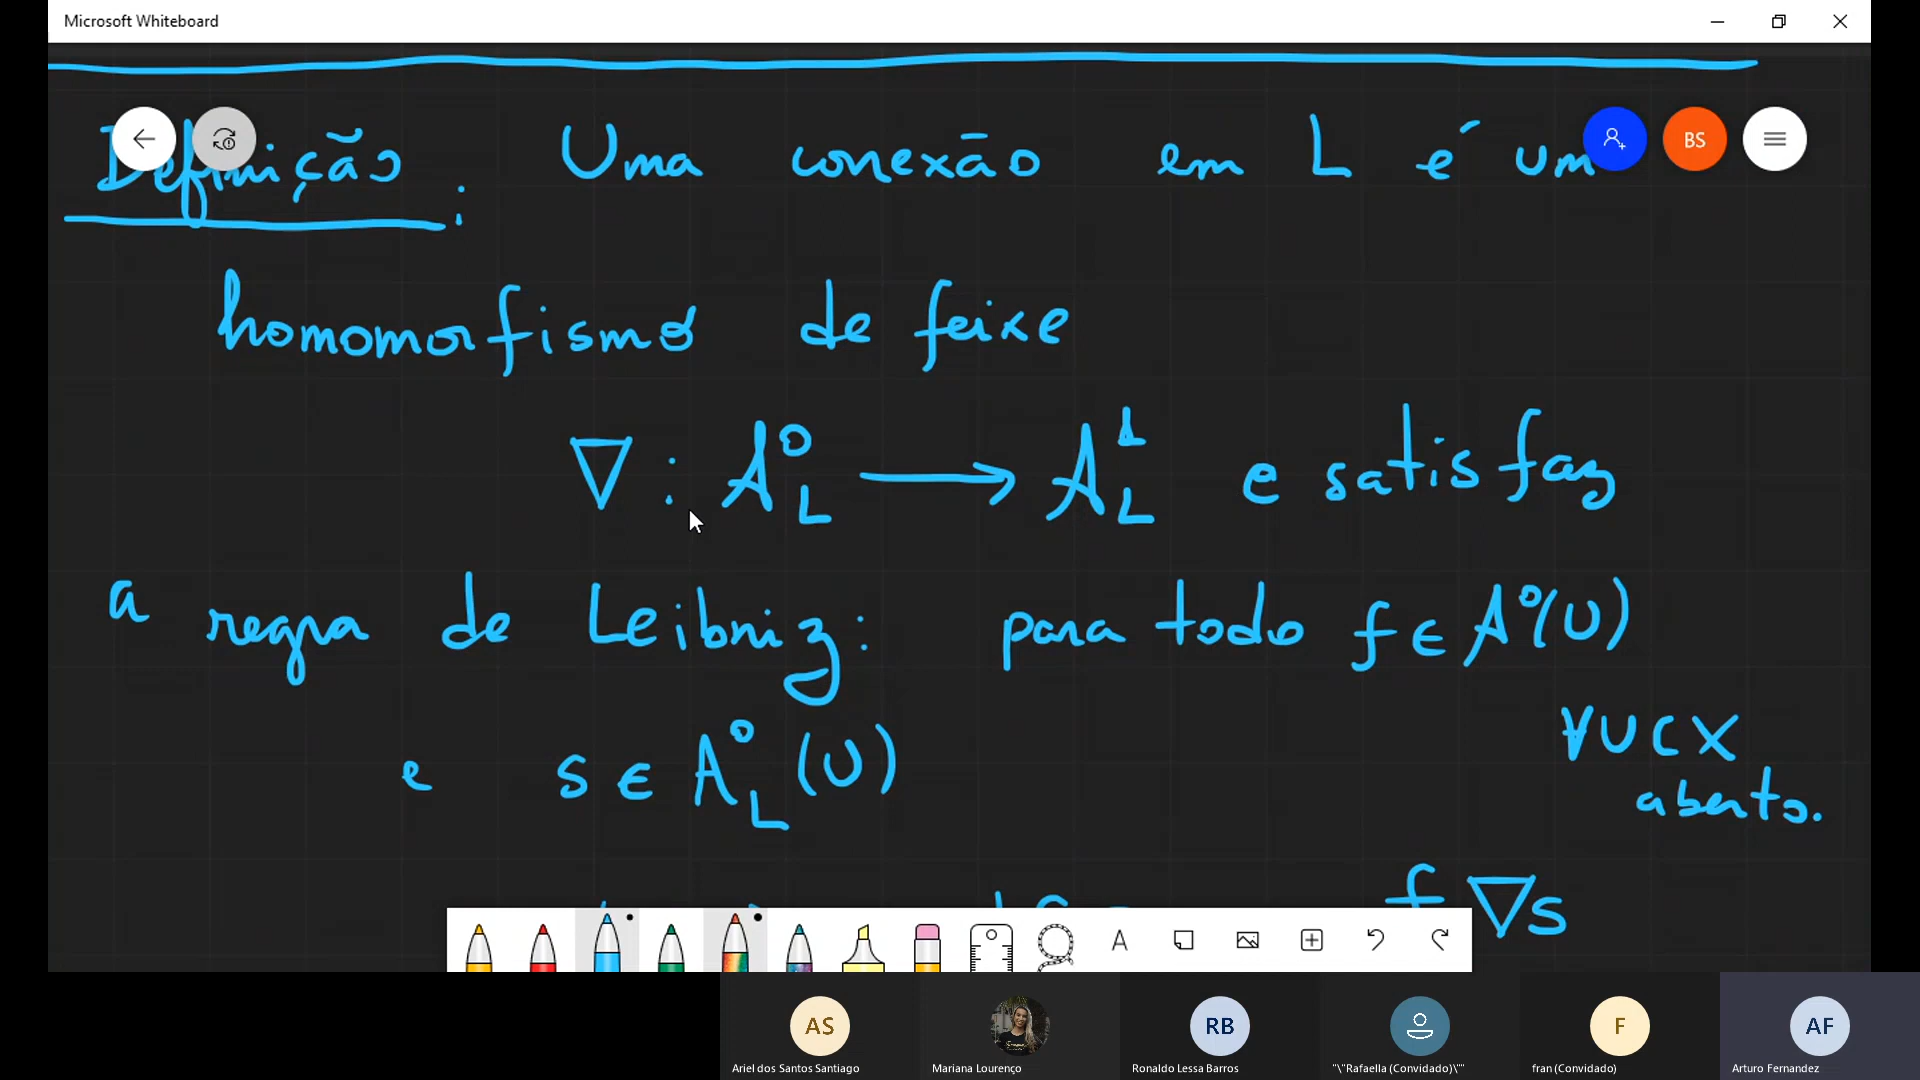 Microsoft Whiteboard
Definição: Uma conexão em L é um
BS
homomorfismo de feixe
∇ : A⁰_L → A¹_L e satisfaz
a regra de Leibniz: para todo f ∈ A⁰(U)
e s ∈ A⁰_L (U)
∀U⊂X
aberto.
f ∇s
AS
RB
F
AF
Ariel dos Santos Santiago
Mariana Lourenço
Ronaldo Lessa Barros
"\"Rafaella (Convidado)\""
fran (Convidado)
Arturo Fernandez